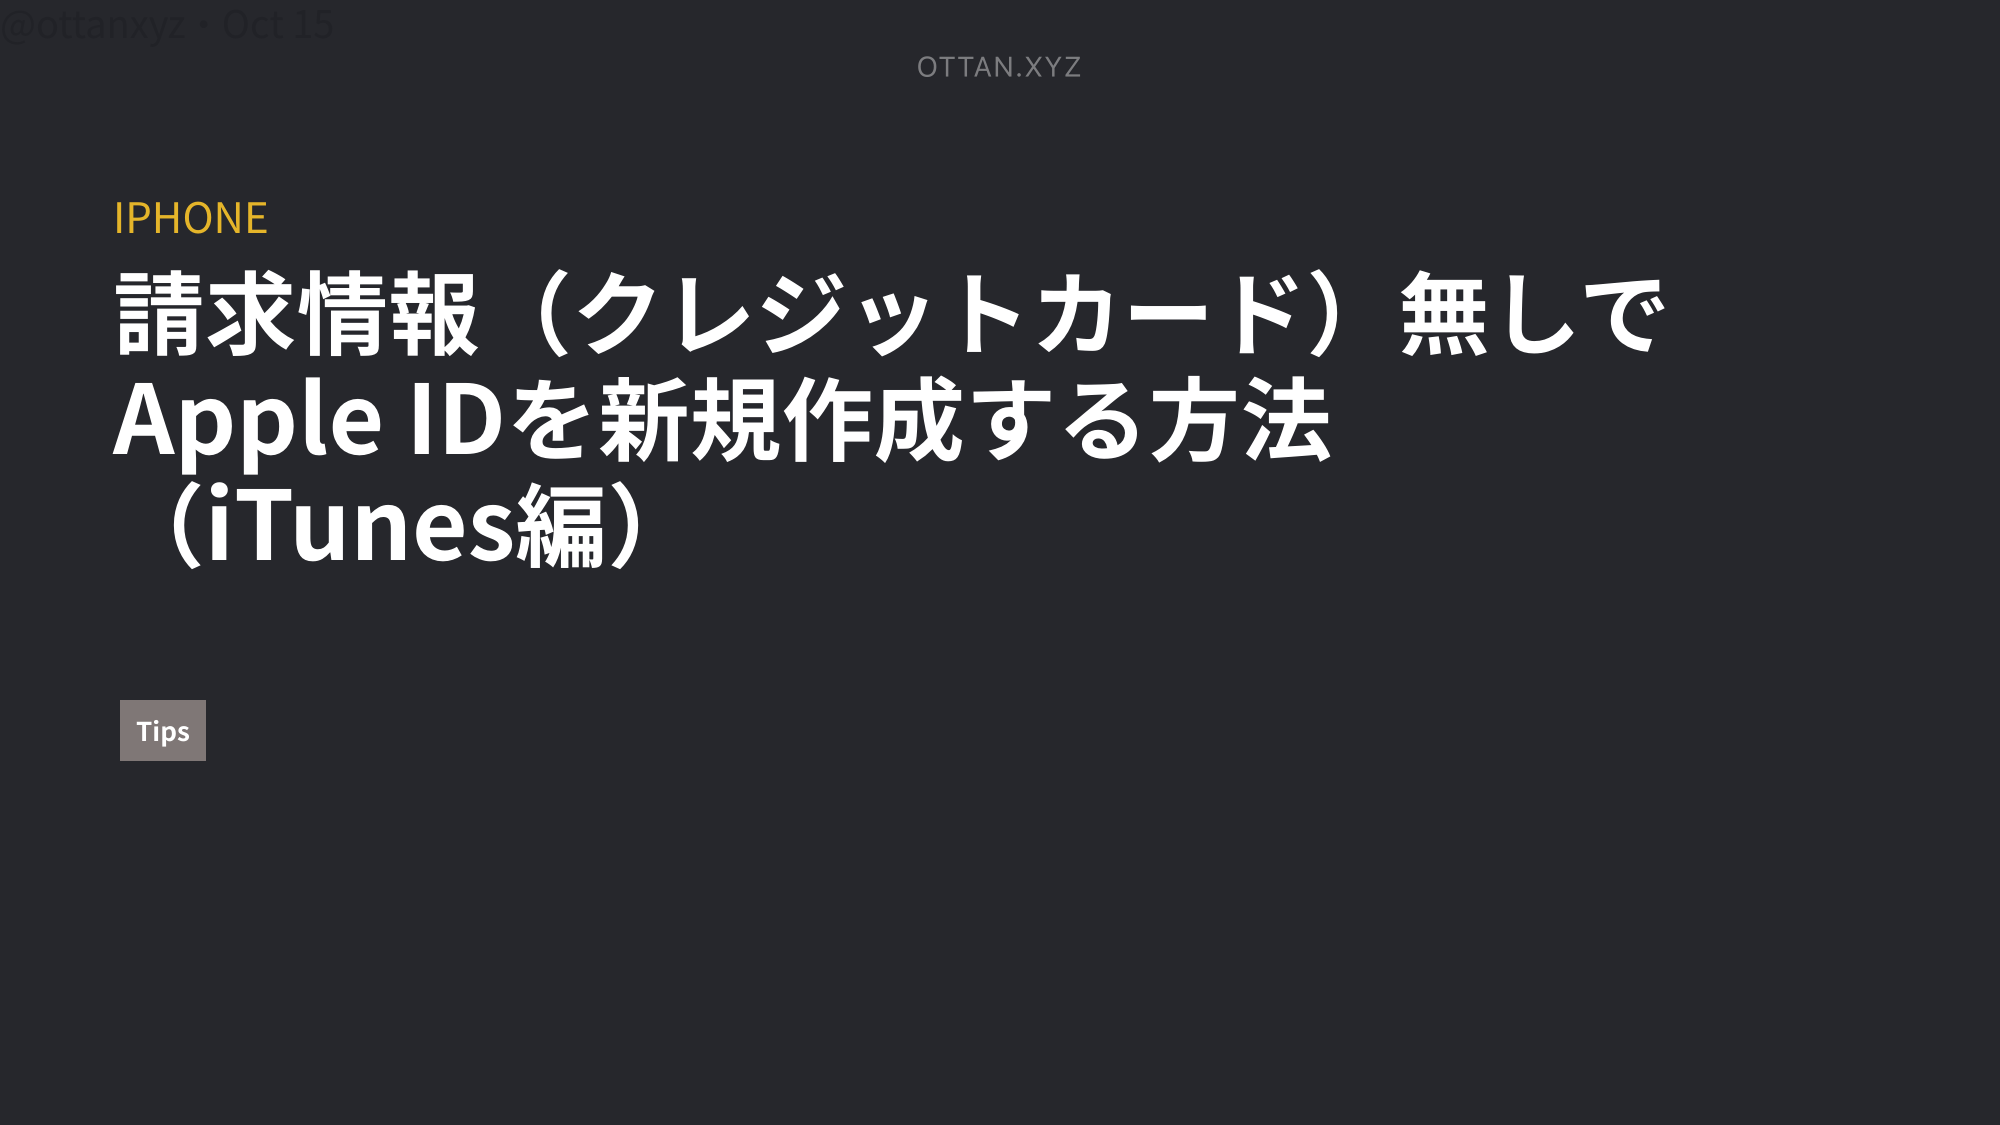 @ottanxyz・Oct 15
OTTAN.XYZ
IPHONE
請求情報（クレジットカード）無しで
Apple IDを新規作成する方法
（iTunes編）
Tips